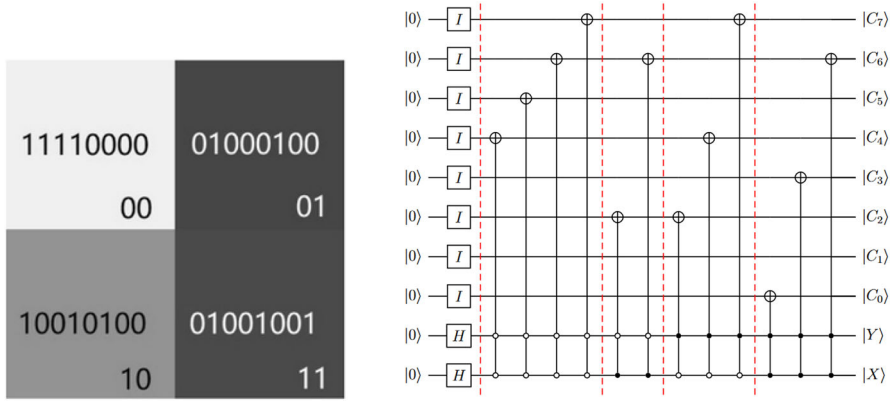 11110000 01000100
00 01
10010100 01001001
10 11
|0⟩ I |C₇⟩
|0⟩ I |C₆⟩
|0⟩ I |C₅⟩
|0⟩ I |C₄⟩
|0⟩ I |C₃⟩
|0⟩ I |C₂⟩
|0⟩ I |C₁⟩
|0⟩ I |C₀⟩
|0⟩ H |Y⟩
|0⟩ H |X⟩